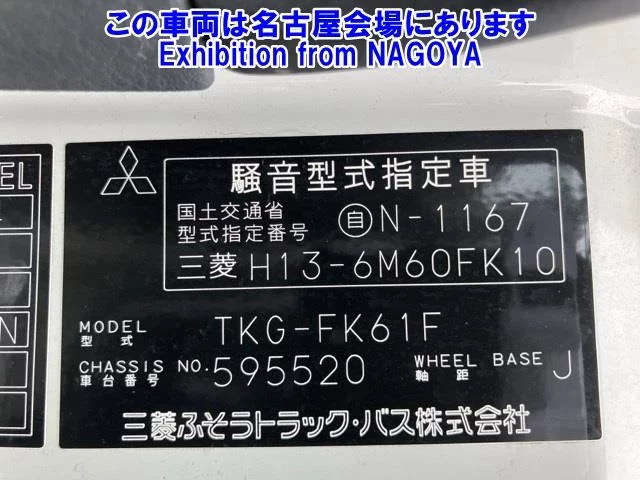 この車両は名古屋会場にあります
Exhibition from NAGOYA
EL
騒音型式指定車
国土交通省
型式指定番号
自N-1167
三菱 H13-6M60FK10
N
MODEL
型式
TKG-FK61F
CHASSIS NO.
車台番号
595520
WHEEL BASE
軸距
J
三菱ふそうトラック・バス株式会社